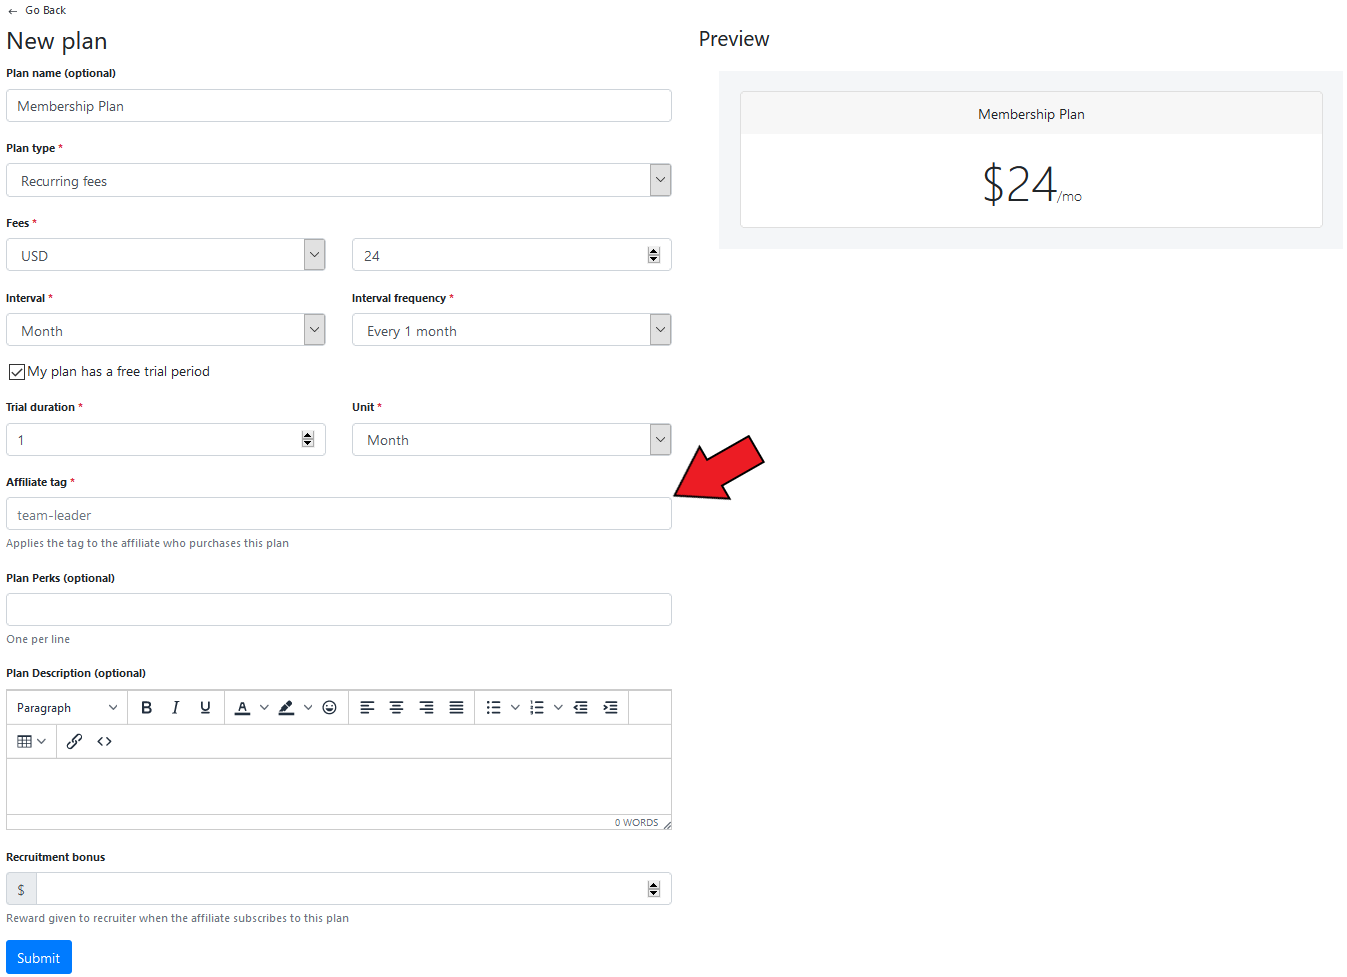 ← Go Back
New plan
Plan name (optional)
Membership Plan
Plan type *
Recurring fees
Fees *
USD
24
Interval *
Interval frequency *
Month
Every 1 month
My plan has a free trial period
Trial duration *
Unit *
1
Month
Affiliate tag *
team-leader
Applies the tag to the affiliate who purchases this plan
Plan Perks (optional)
One per line
Plan Description (optional)
Paragraph
B I U A
0 WORDS
Recruitment bonus
$
Reward given to recruiter when the affiliate subscribes to this plan
Submit
Preview
Membership Plan
$24/mo